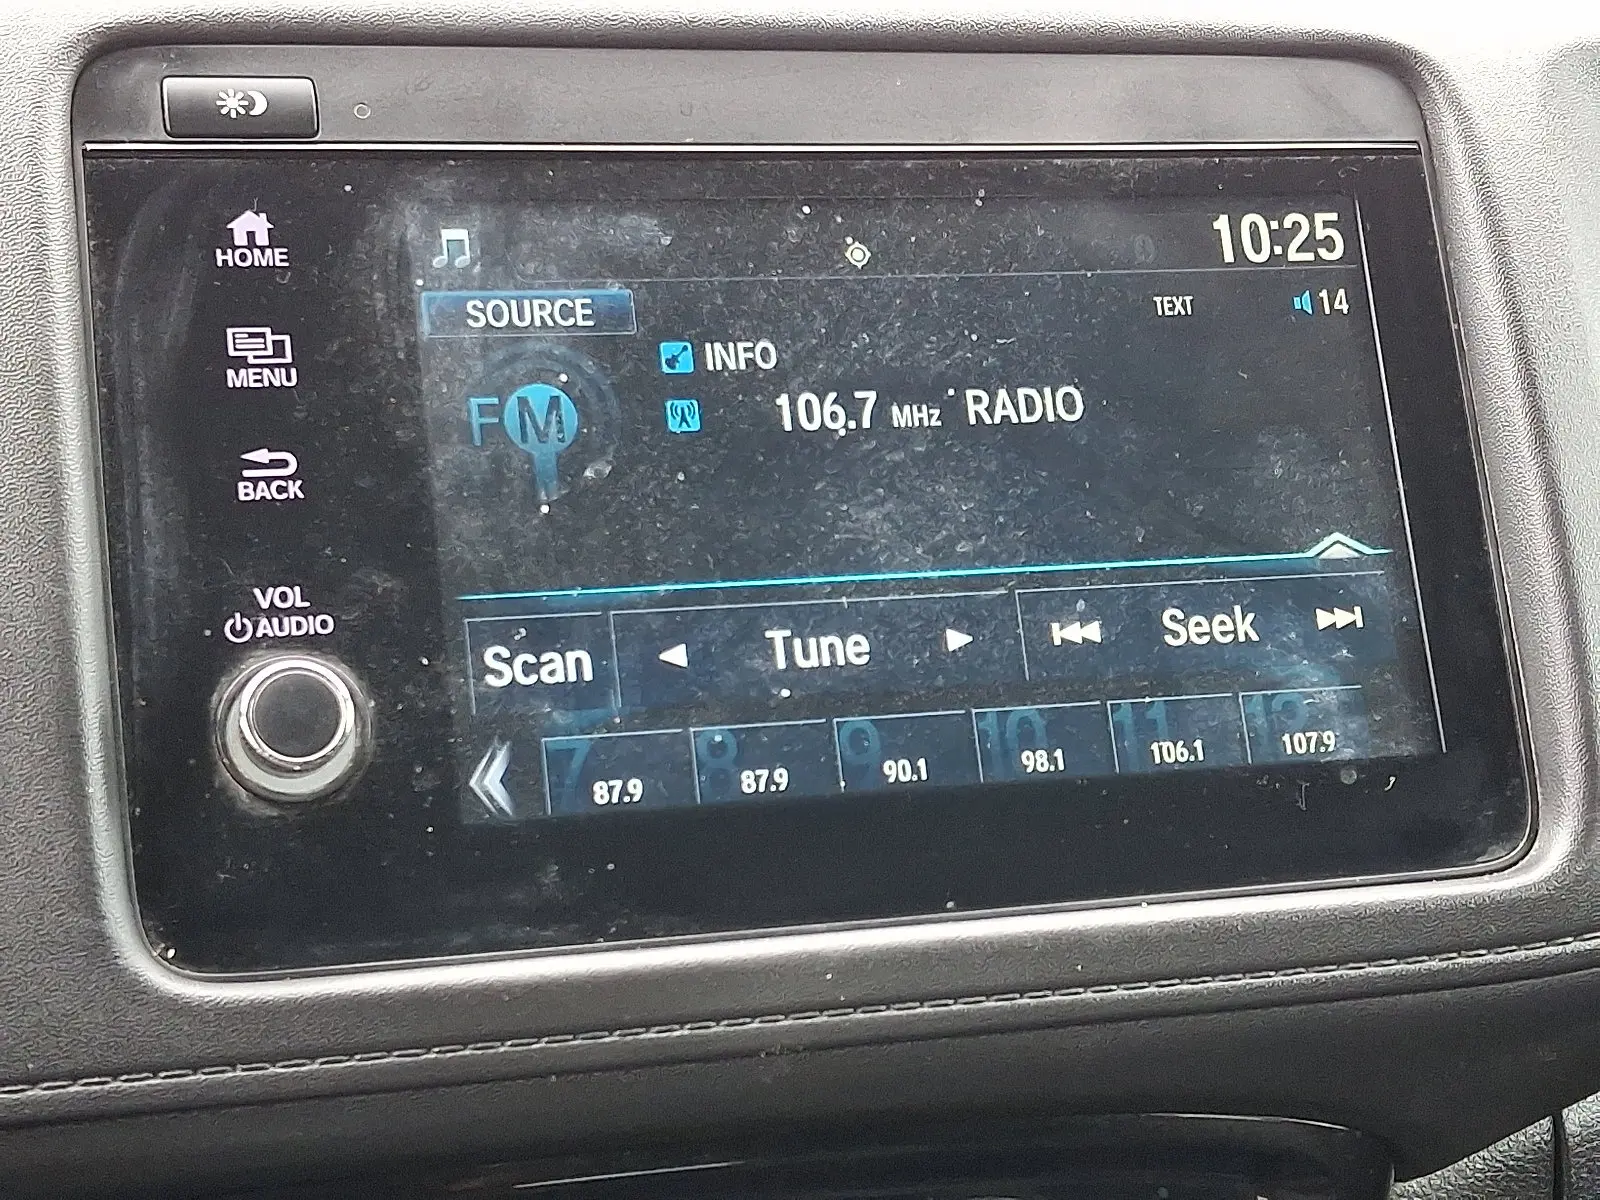 HOME
MENU
BACK
VOL
AUDIO
10:25
SOURCE
TEXT
14
INFO
FM
106.7 MHz RADIO
Scan
Tune
Seek
7 87.9
8 87.9
9 90.1
10 98.1
11 106.1
12 107.9